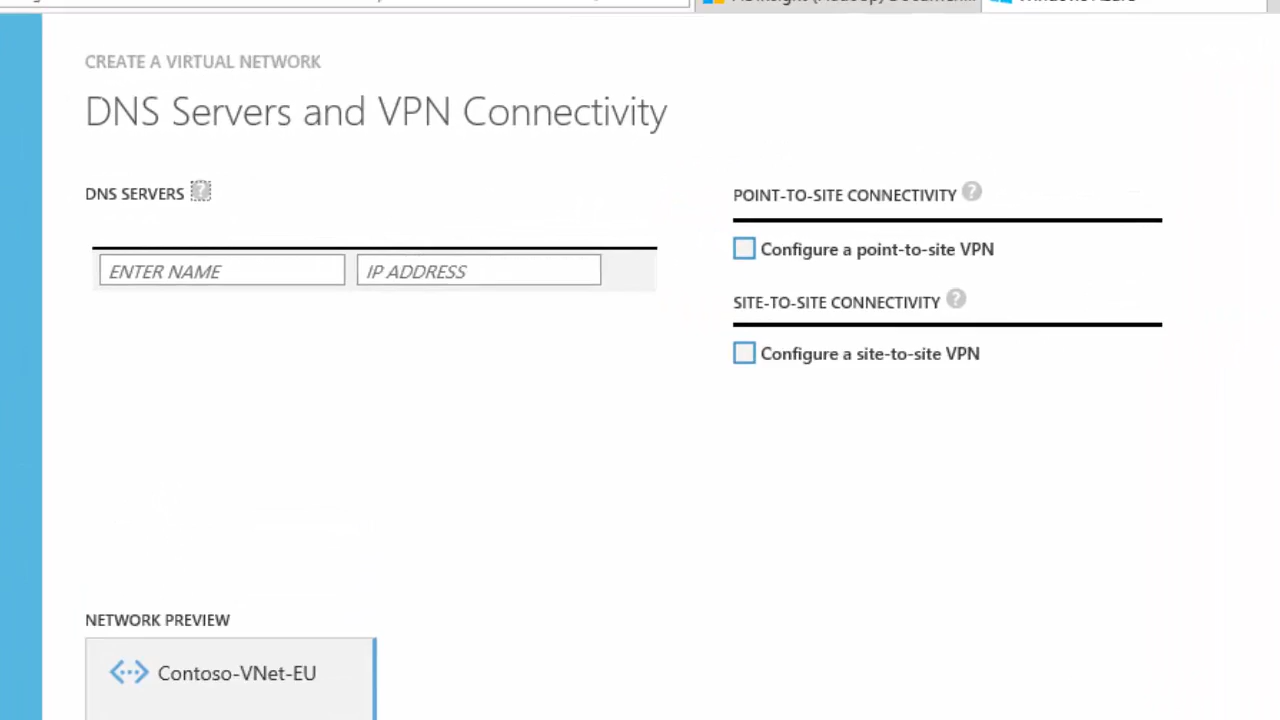 CREATE A VIRTUAL NETWORK
DNS Servers and VPN Connectivity
DNS SERVERS ?
ENTER NAME
IP ADDRESS
POINT-TO-SITE CONNECTIVITY ?
Configure a point-to-site VPN
SITE-TO-SITE CONNECTIVITY ?
Configure a site-to-site VPN
NETWORK PREVIEW
Contoso-VNet-EU